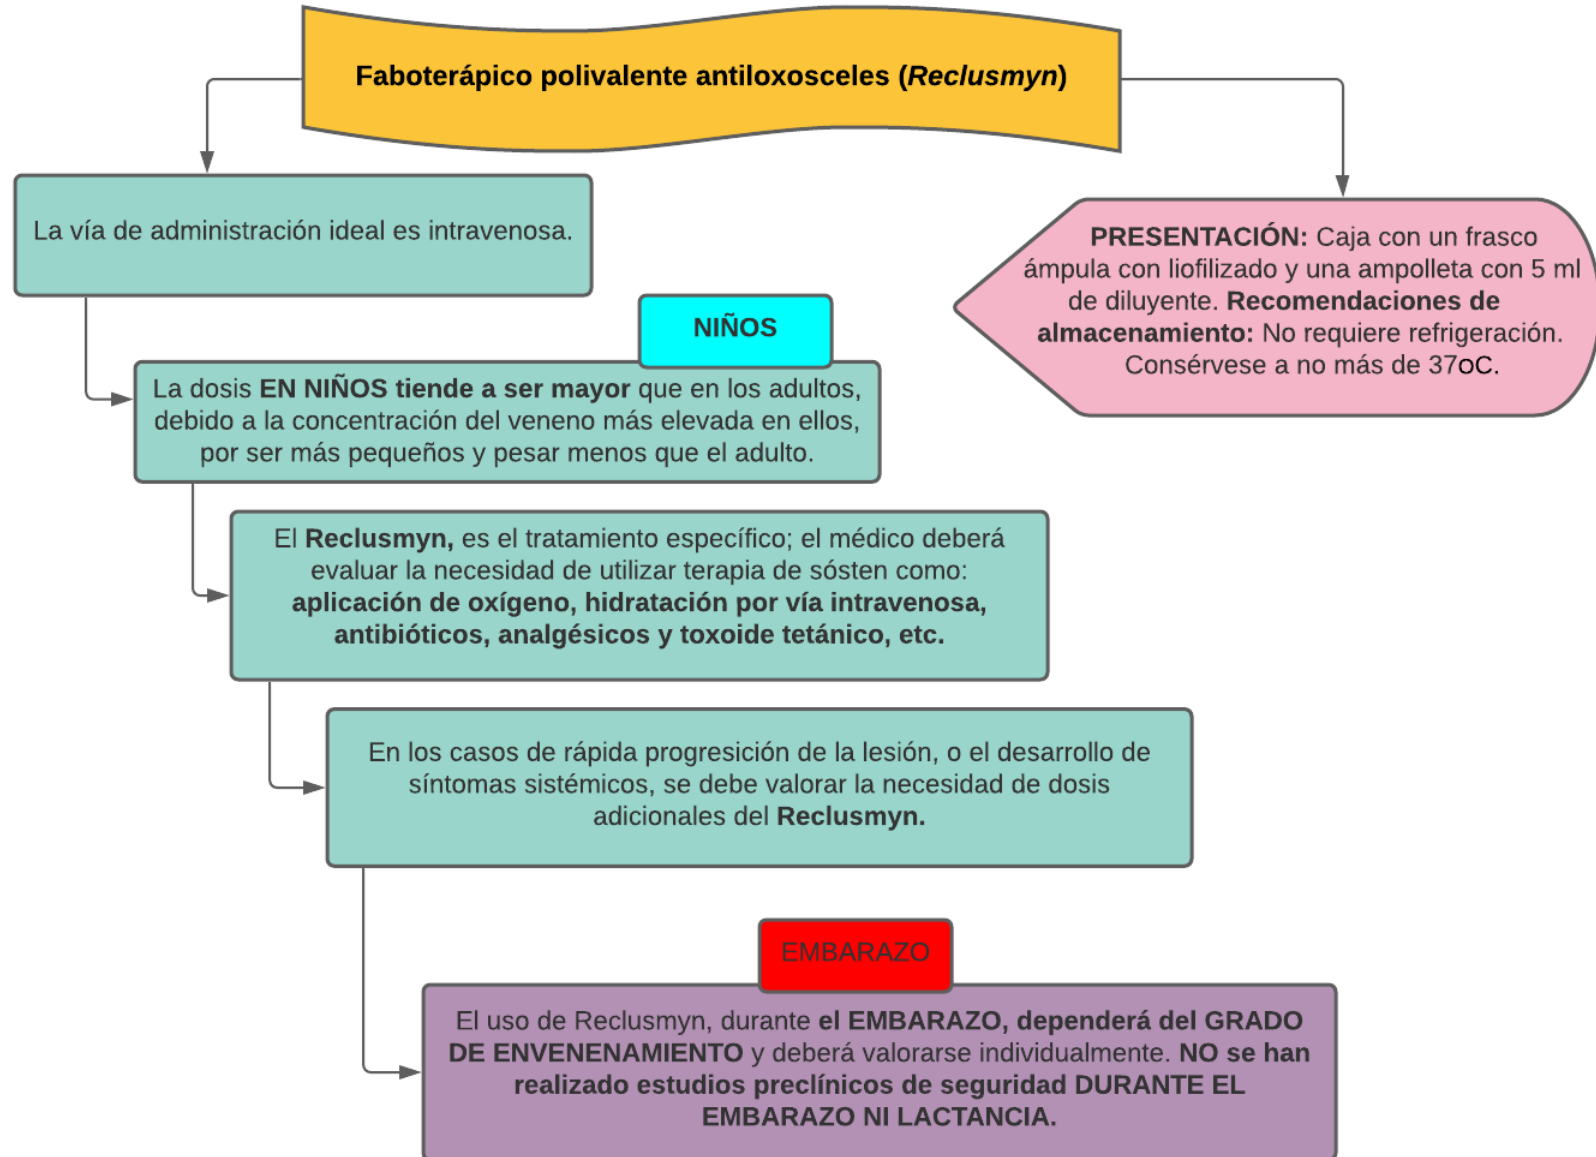 Faboterápico polivalente antiloxosceles (Reclusmyn)
La vía de administración ideal es intravenosa.
PRESENTACIÓN: Caja con un frasco
ámpula con liofilizado y una ampolleta con 5 ml
de diluyente. Recomendaciones de
almacenamiento: No requiere refrigeración.
Consérvese a no más de 37oC.
NIÑOS
La dosis EN NIÑOS tiende a ser mayor que en los adultos,
debido a la concentración del veneno más elevada en ellos,
por ser más pequeños y pesar menos que el adulto.
El Reclusmyn, es el tratamiento específico; el médico deberá
evaluar la necesidad de utilizar terapia de sósten como:
aplicación de oxígeno, hidratación por vía intravenosa,
antibióticos, analgésicos y toxoide tetánico, etc.
En los casos de rápida progresición de la lesión, o el desarrollo de
síntomas sistémicos, se debe valorar la necesidad de dosis
adicionales del Reclusmyn.
EMBARAZO
El uso de Reclusmyn, durante el EMBARAZO, dependerá del GRADO
DE ENVENENAMIENTO y deberá valorarse individualmente. NO se han
realizado estudios preclínicos de seguridad DURANTE EL
EMBARAZO NI LACTANCIA.